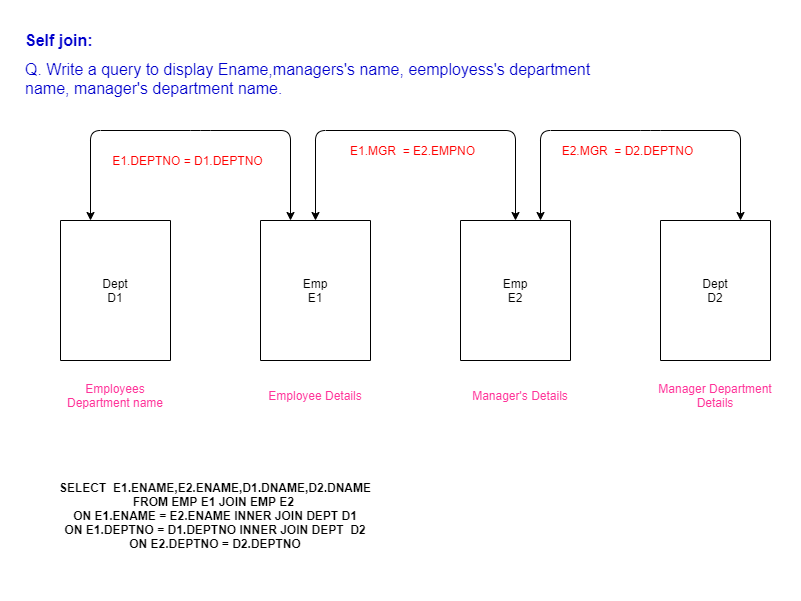 Self join:
Q. Write a query to display Ename,managers's name, eemployess's department
name, manager's department name.
E1.DEPTNO = D1.DEPTNO
E1.MGR = E2.EMPNO
E2.MGR = D2.DEPTNO
Dept
D1
Emp
E1
Emp
E2
Dept
D2
Employees
Department name
Employee Details
Manager's Details
Manager Department
Details
SELECT E1.ENAME,E2.ENAME,D1.DNAME,D2.DNAME
FROM EMP E1 JOIN EMP E2
ON E1.ENAME = E2.ENAME INNER JOIN DEPT D1
ON E1.DEPTNO = D1.DEPTNO INNER JOIN DEPT D2
ON E2.DEPTNO = D2.DEPTNO